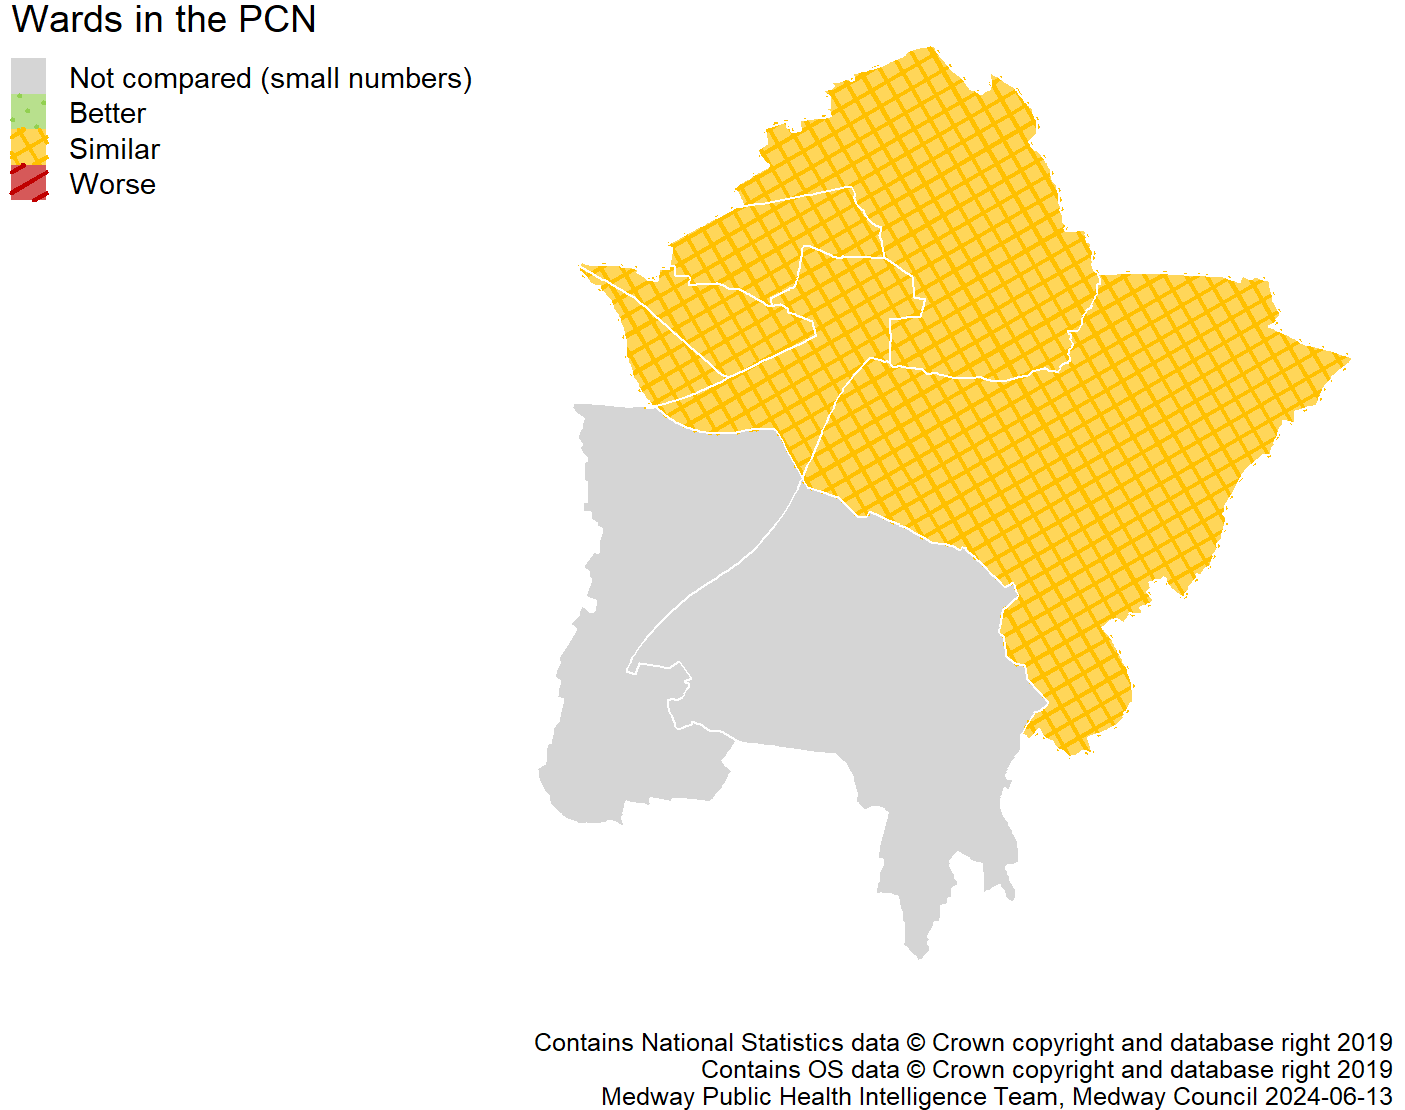 Wards in the PCN
Not compared (small numbers)
Better
Similar
Worse
Contains National Statistics data © Crown copyright and database right 2019
Contains OS data © Crown copyright and database right 2019
Medway Public Health Intelligence Team, Medway Council 2024-06-13